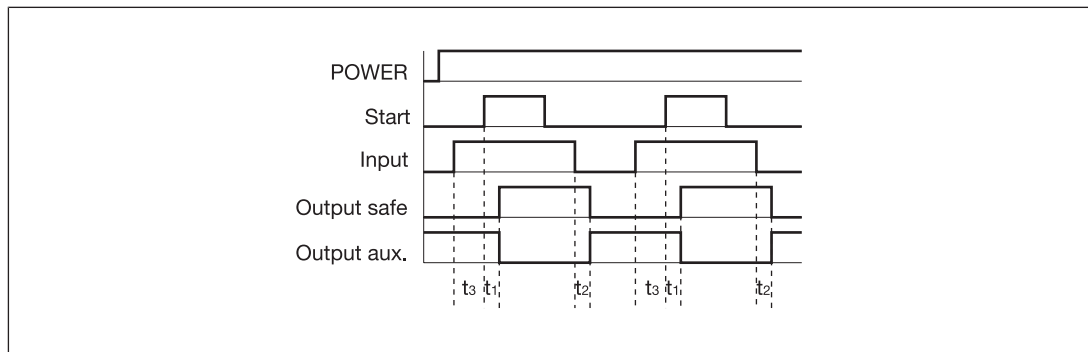 POWER
Start
Input
Output safe
Output aux.
t3 t1 t2 t3 t1 t2